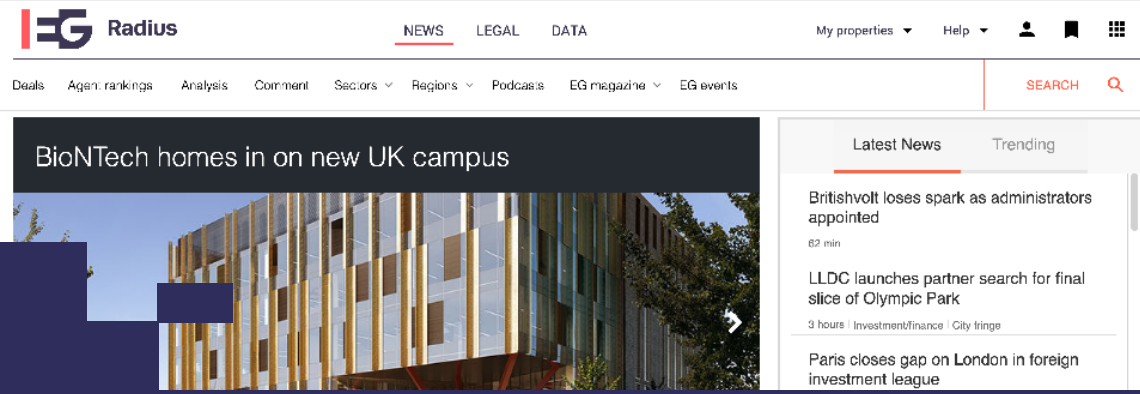 EG Radius
NEWS LEGAL DATA
My properties Help
Deals Agent rankings Analysis Comment Sectors Regions Podcasts EG magazine EG events
SEARCH
BioNTech homes in on new UK campus
Latest News Trending
Britishvolt loses spark as administrators
appointed
62 min
LLDC launches partner search for final
slice of Olympic Park
3 hours | Investment/finance | City fringe
Paris closes gap on London in foreign
investment league